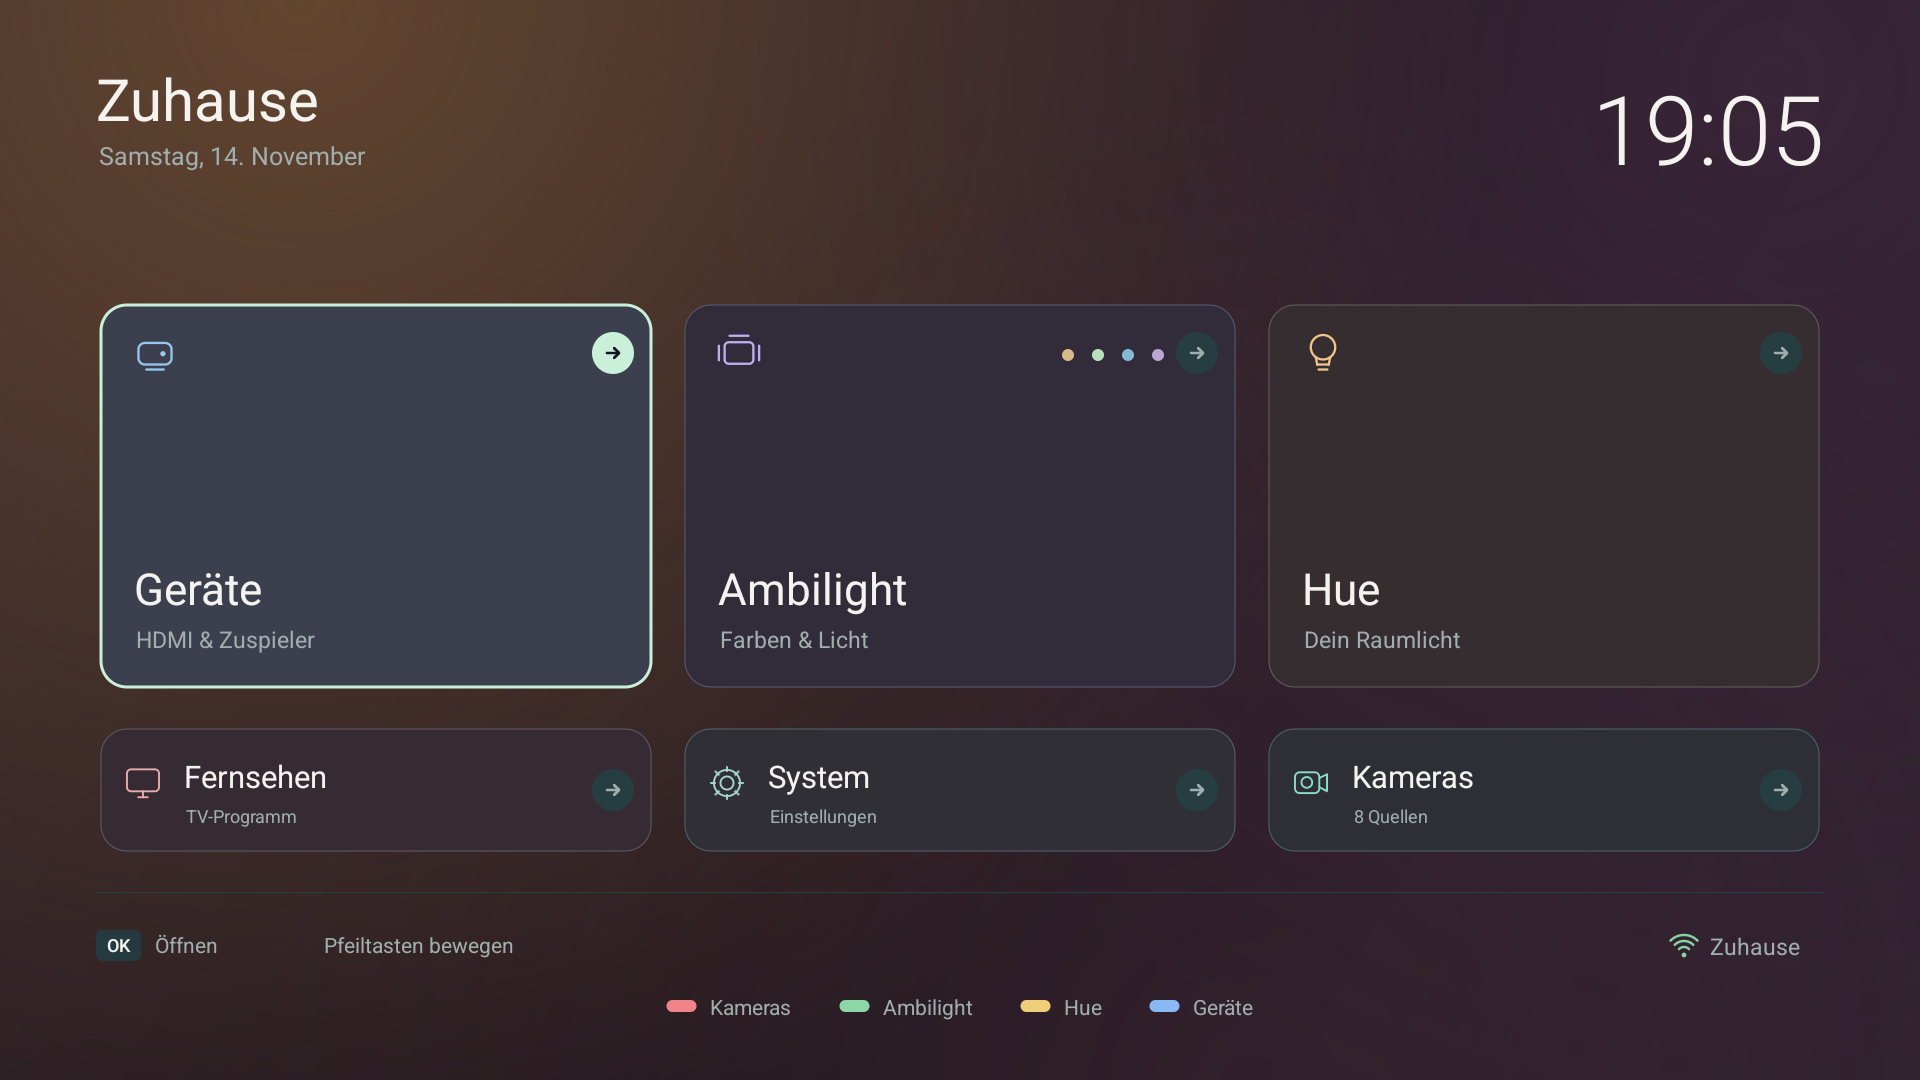 Zuhause
Samstag, 14. November
19:05
Geräte
HDMI & Zuspieler
Ambilight
Farben & Licht
Hue
Dein Raumlicht
Fernsehen
TV-Programm
System
Einstellungen
Kameras
8 Quellen
OK Öffnen
Pfeiltasten bewegen
Zuhause
Kameras
Ambilight
Hue
Geräte